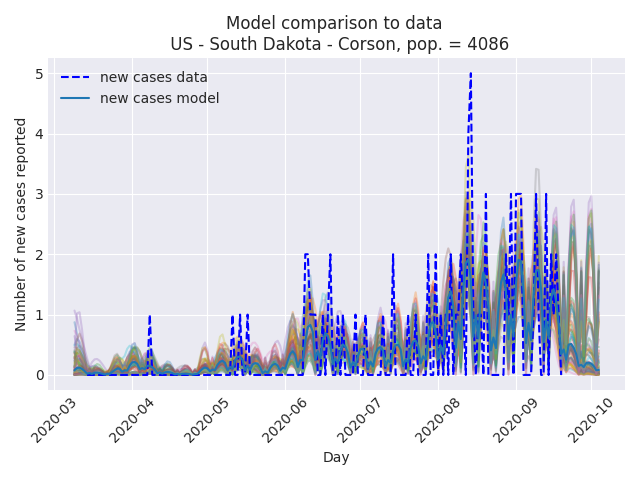 Model comparison to data
US - South Dakota - Corson, pop. = 4086
new cases data
new cases model
Number of new cases reported
5
4
3
2
1
0
2020-03
2020-04
2020-05
2020-06
2020-07
2020-08
2020-09
2020-10
Day